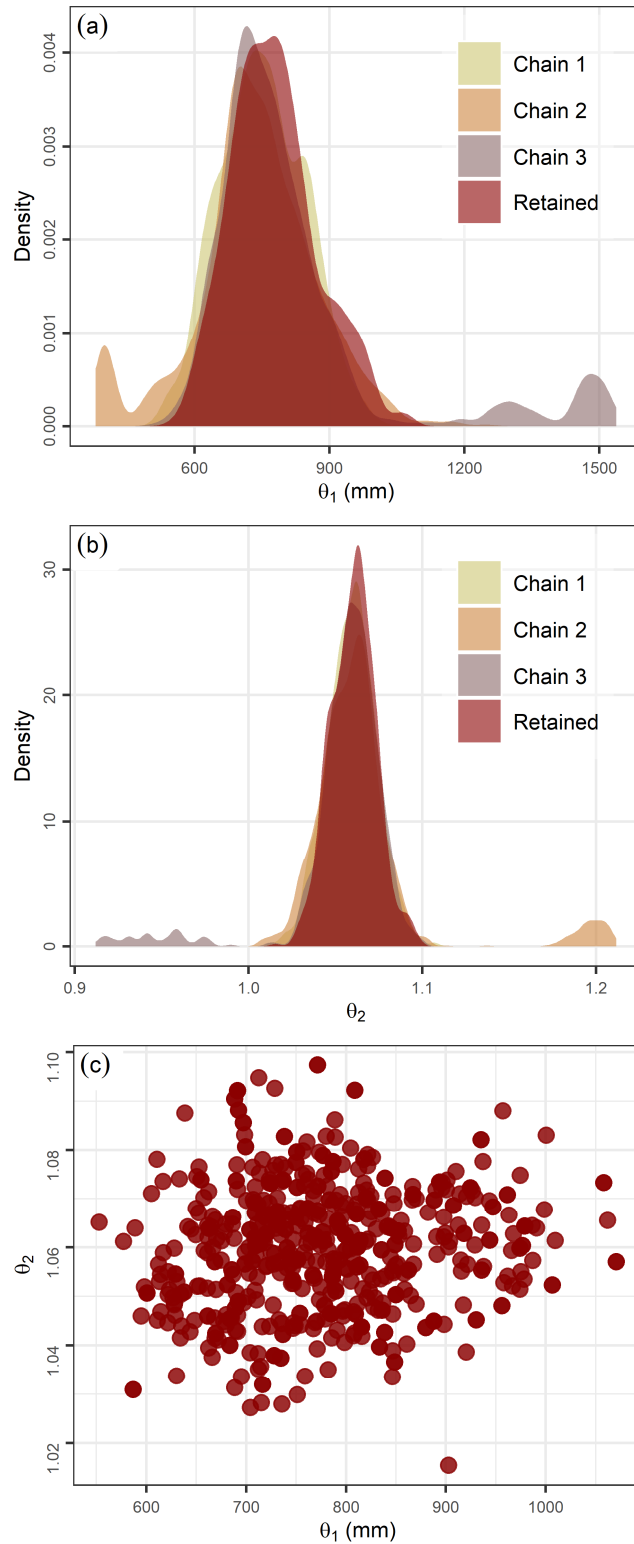 (a)
Chain 1
Chain 2
Chain 3
Retained
Density
0.000 0.001 0.002 0.003 0.004
600 900 1200 1500
θ1 (mm)
(b)
Chain 1
Chain 2
Chain 3
Retained
Density
0 10 20 30
0.9 1.0 1.1 1.2
θ2
(c)
θ2
1.02 1.04 1.06 1.08 1.10
600 700 800 900 1000
θ1 (mm)